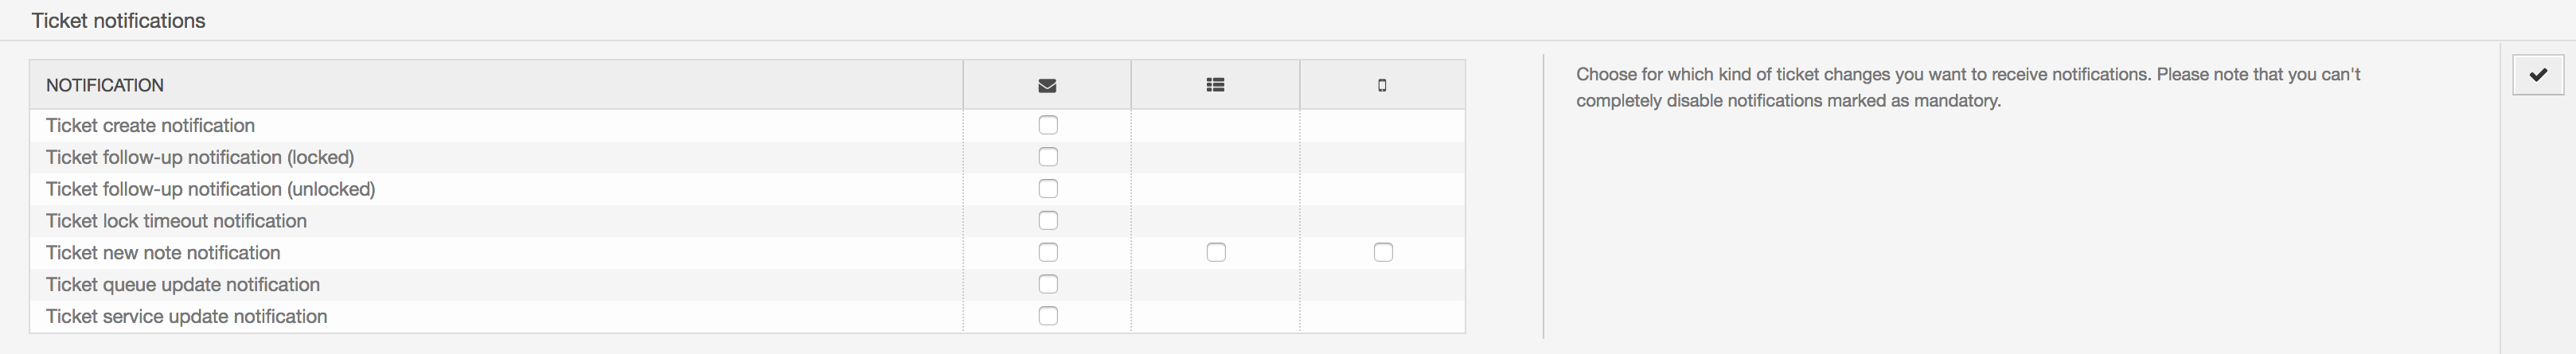 Ticket notifications
NOTIFICATION
Ticket create notification
Ticket follow-up notification (locked)
Ticket follow-up notification (unlocked)
Ticket lock timeout notification
Ticket new note notification
Ticket queue update notification
Ticket service update notification
Choose for which kind of ticket changes you want to receive notifications. Please note that you can't
completely disable notifications marked as mandatory.